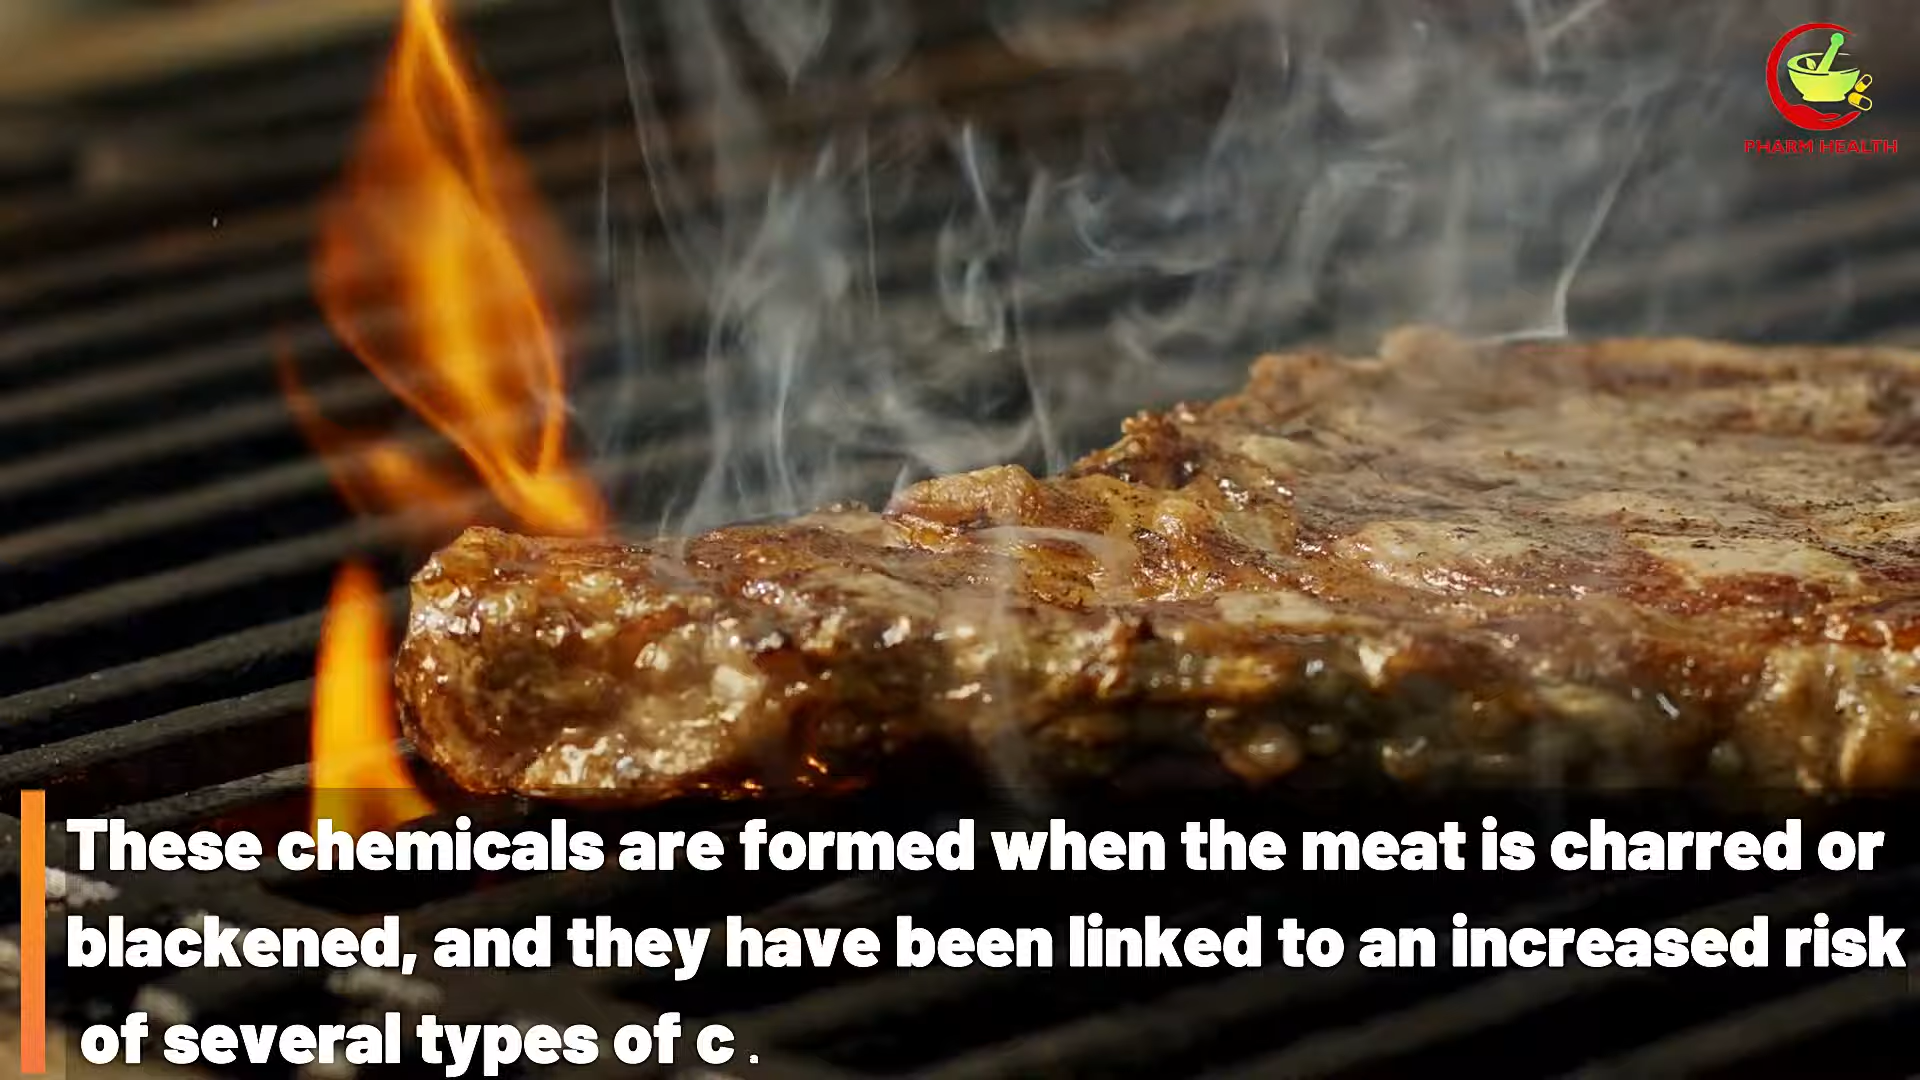 PHARM HEALTH
These chemicals are formed when the meat is charred or
blackened, and they have been linked to an increased risk
of several types of c .